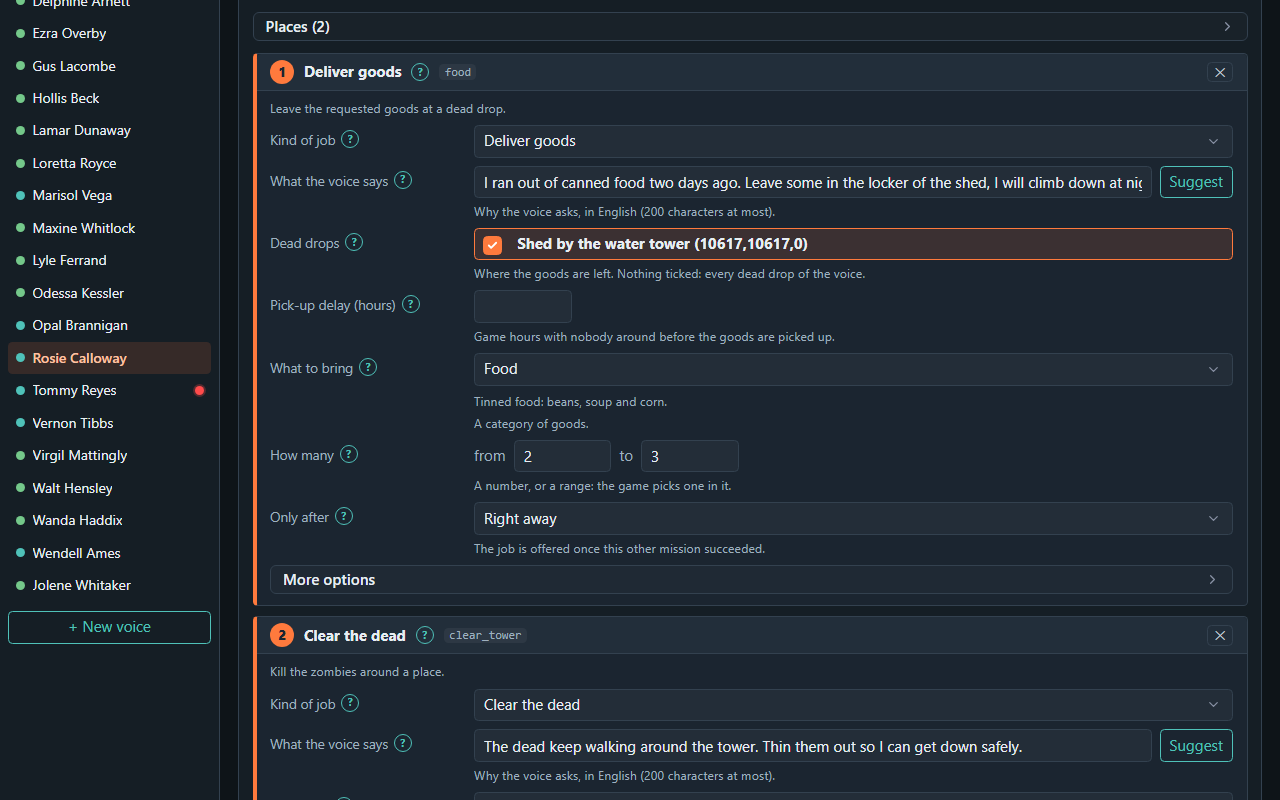 Delphine Arnett
Ezra Overby
Gus Lacombe
Hollis Beck
Lamar Dunaway
Loretta Royce
Marisol Vega
Maxine Whitlock
Lyle Ferrand
Odessa Kessler
Opal Brannigan
Rosie Calloway
Tommy Reyes
Vernon Tibbs
Virgil Mattingly
Walt Hensley
Wanda Haddix
Wendell Ames
Jolene Whitaker
+ New voice
Places (2)
1 Deliver goods ? food
Leave the requested goods at a dead drop.
Kind of job ? Deliver goods
What the voice says ? I ran out of canned food two days ago. Leave some in the locker of the shed, I will climb down at nig Suggest
Why the voice asks, in English (200 characters at most).
Dead drops ? Shed by the water tower (10617,10617,0)
Where the goods are left. Nothing ticked: every dead drop of the voice.
Pick-up delay (hours) ?
Game hours with nobody around before the goods are picked up.
What to bring ? Food
Tinned food: beans, soup and corn.
A category of goods.
How many ? from 2 to 3
A number, or a range: the game picks one in it.
Only after ? Right away
The job is offered once this other mission succeeded.
More options
2 Clear the dead ? clear_tower
Kill the zombies around a place.
Kind of job ? Clear the dead
What the voice says ? The dead keep walking around the tower. Thin them out so I can get down safely. Suggest
Why the voice asks, in English (200 characters at most).